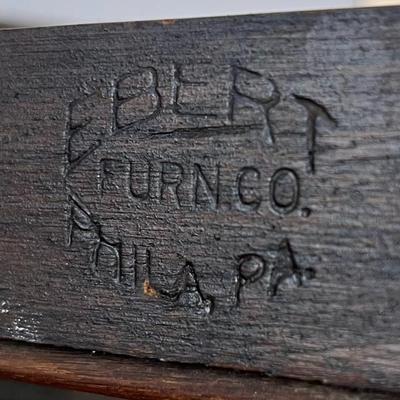 EBERT
FURN.CO.
PHILA, PA.